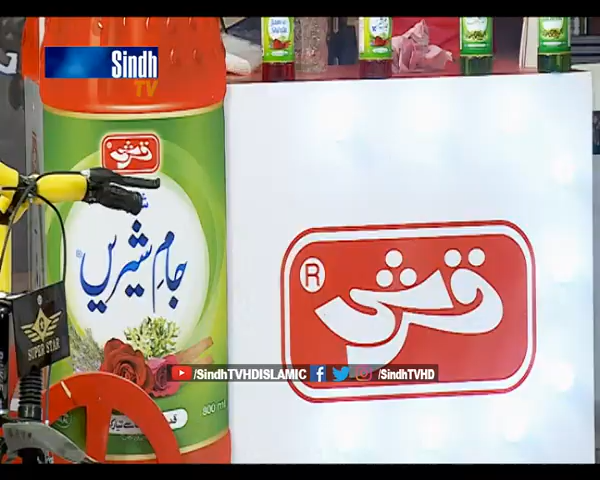 Sindh
TV
قرشی
جامِ شیریں
®
قرشی
®
SUPER STAR
/SindhTVHDISLAMIC
/SindhTVHD
800 ml